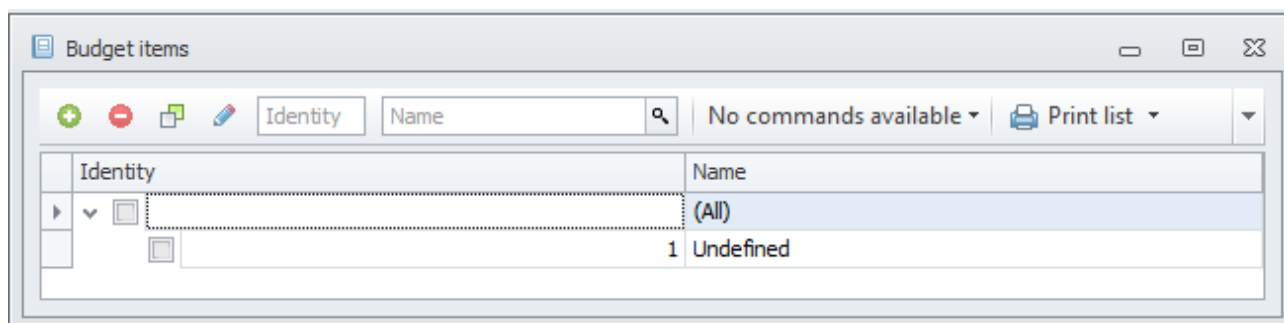 Budget items
Identity Name No commands available Print list
Identity Name
(All)
1 Undefined